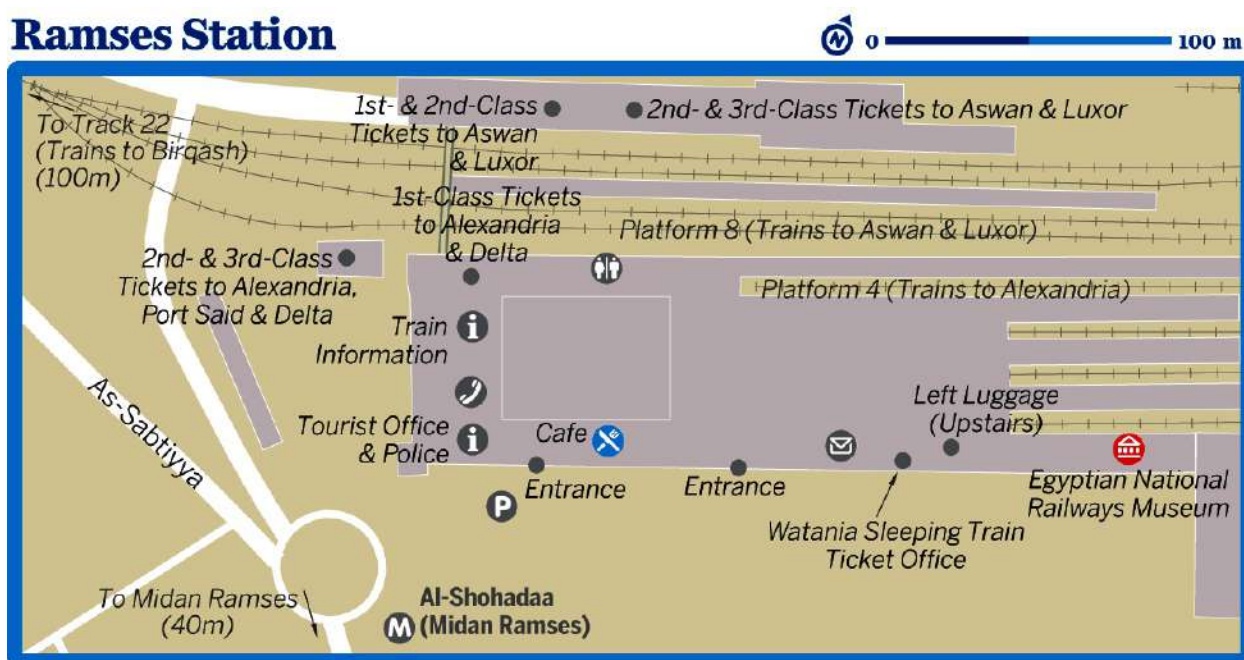 Ramses Station
N 0 100 m
1st- & 2nd-Class
Tickets to Aswan
& Luxor
2nd- & 3rd-Class Tickets to Aswan & Luxor
To Track 22
(Trains to Birqash)
(100m)
1st-Class Tickets
to Alexandria
& Delta
Platform 8 (Trains to Aswan & Luxor)
2nd- & 3rd-Class
Tickets to Alexandria,
Port Said & Delta
Platform 4 (Trains to Alexandria)
Train
Information
i
As-Sabtiyya
Tourist Office
& Police
i
Cafe
Left Luggage
(Upstairs)
Entrance
Entrance
P
Egyptian National
Railways Museum
Watania Sleeping Train
Ticket Office
To Midan Ramses
(40m)
M
Al-Shohadaa
(Midan Ramses)